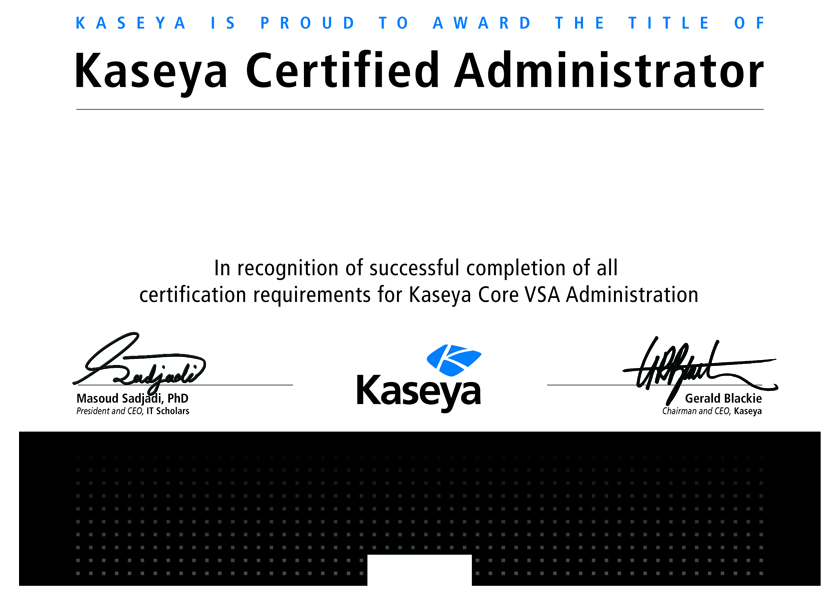 KASEYA IS PROUD TO AWARD THE TITLE OF
Kaseya Certified Administrator
In recognition of successful completion of all
certification requirements for Kaseya Core VSA Administration
Sadjadi
Masoud Sadjadi, PhD
President and CEO, IT Scholars
Kaseya
Gerald Blackie
Chairman and CEO, Kaseya